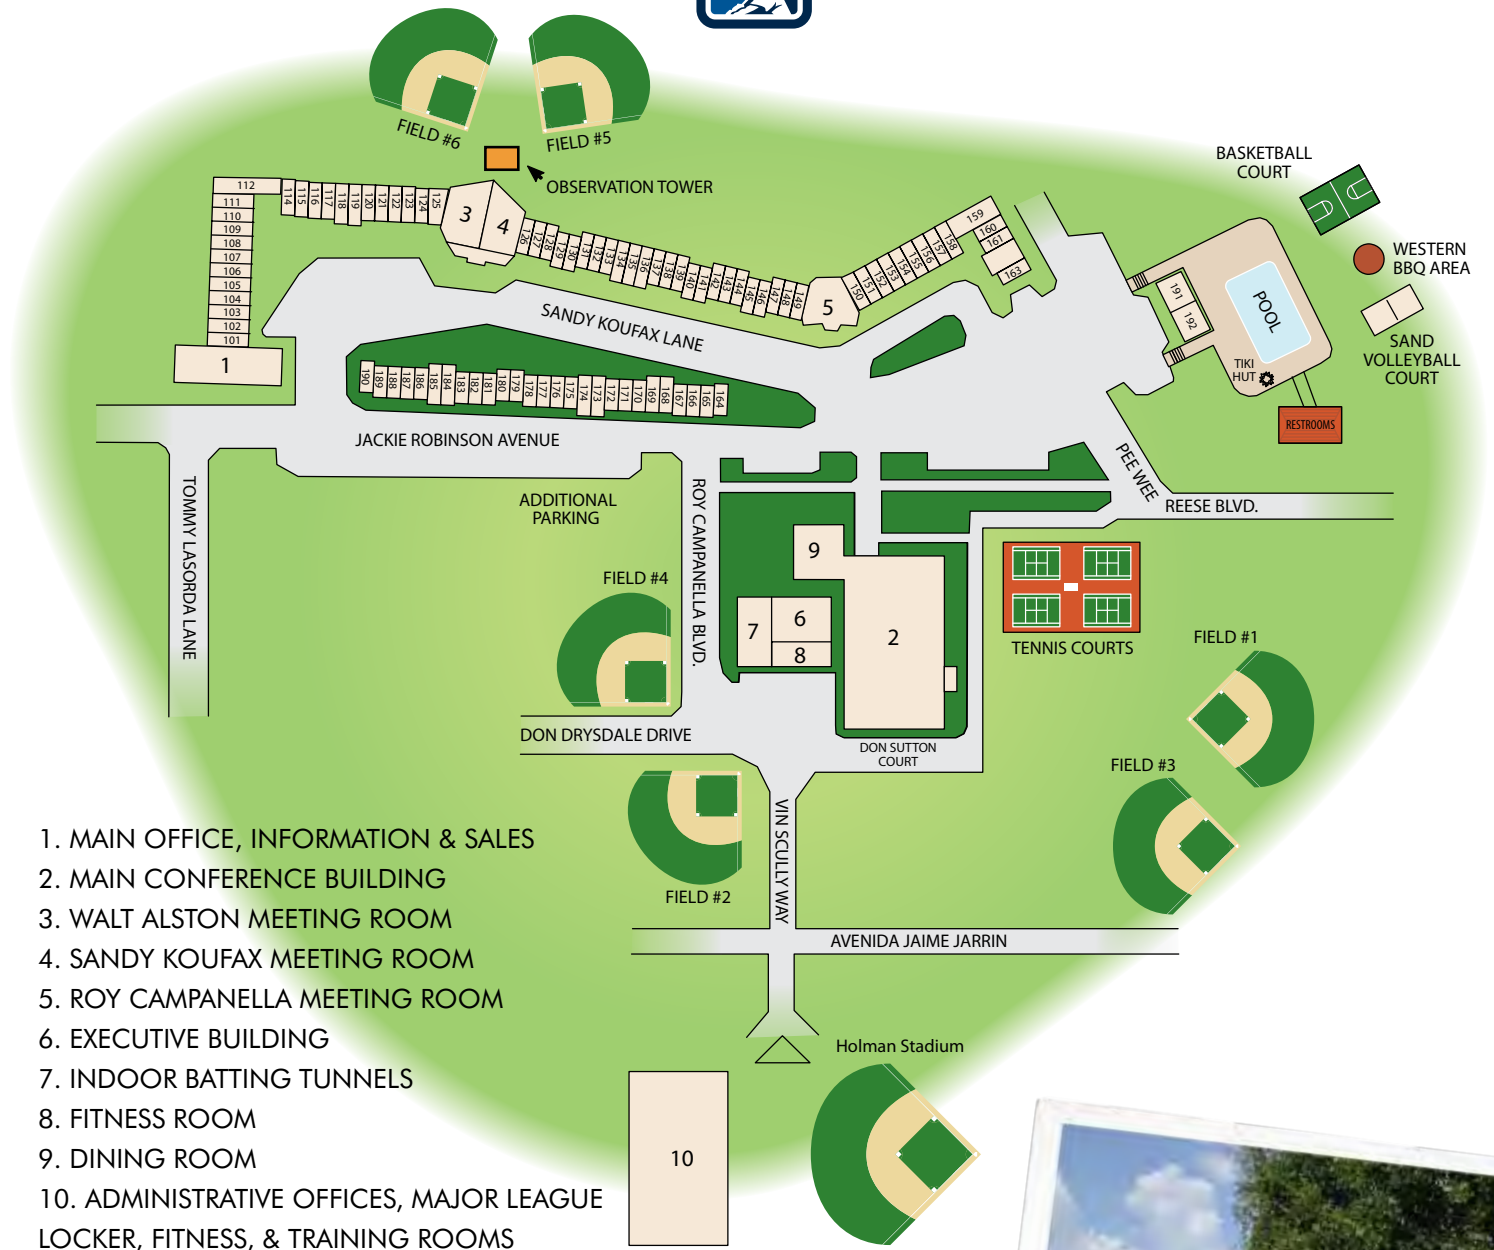 FIELD #6
FIELD #5
OBSERVATION TOWER
BASKETBALL
COURT
WESTERN
BBQ AREA
SAND
VOLLEYBALL
COURT
POOL
TIKI
HUT
RESTROOMS
191
192
112
111
110
109
108
107
106
105
104
103
102
101
1
114
115
116
117
118
119
120
121
122
123
124
125
3
4
126
127
128
129
130
131
132
133
134
135
136
137
138
139
140
141
142
143
144
145
146
147
148
149
5
150
151
152
153
154
155
156
157
158
159
160
161
163
SANDY KOUFAX LANE
190
189
188
187
186
185
184
183
182
181
180
179
178
177
176
175
174
173
172
171
170
169
168
167
166
165
164
JACKIE ROBINSON AVENUE
TOMMY LASORDA LANE
ADDITIONAL
PARKING
ROY CAMPANELLA BLVD.
PEE WEE
REESE BLVD.
FIELD #4
9
7
6
8
2
TENNIS COURTS
FIELD #1
DON DRYSDALE DRIVE
DON SUTTON
COURT
FIELD #3
FIELD #2
VIN SCULLY WAY
AVENIDA JAIME JARRIN
Holman Stadium
10
1. MAIN OFFICE, INFORMATION & SALES
2. MAIN CONFERENCE BUILDING
3. WALT ALSTON MEETING ROOM
4. SANDY KOUFAX MEETING ROOM
5. ROY CAMPANELLA MEETING ROOM
6. EXECUTIVE BUILDING
7. INDOOR BATTING TUNNELS
8. FITNESS ROOM
9. DINING ROOM
10. ADMINISTRATIVE OFFICES, MAJOR LEAGUE
LOCKER, FITNESS, & TRAINING ROOMS